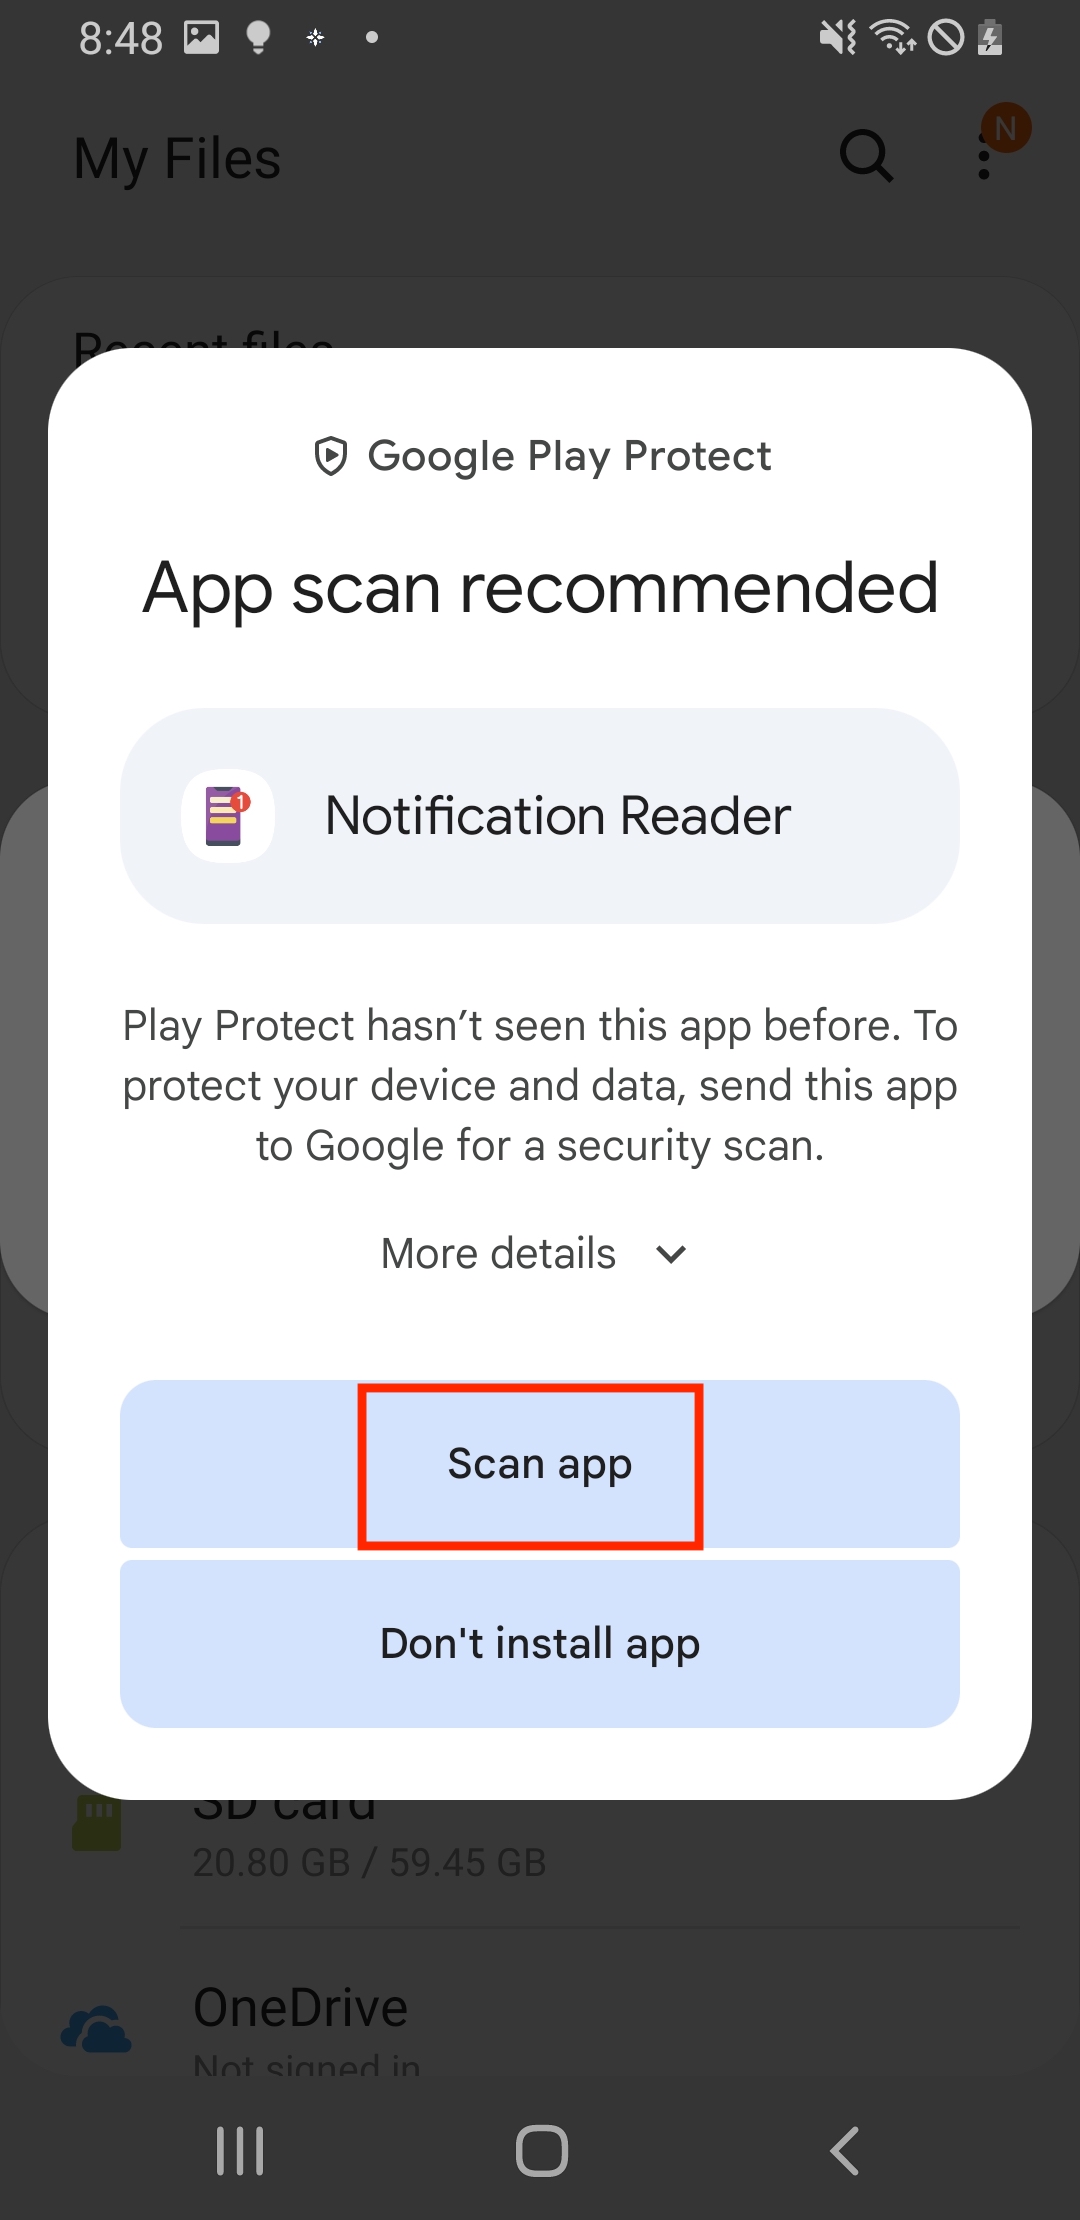 8:48
My Files
N
Recent files
Google Play Protect
App scan recommended
1
Notification Reader
Play Protect hasn’t seen this app before. To
protect your device and data, send this app
to Google for a security scan.
More details
Scan app
Don't install app
SD card
20.80 GB / 59.45 GB
OneDrive
Not signed in